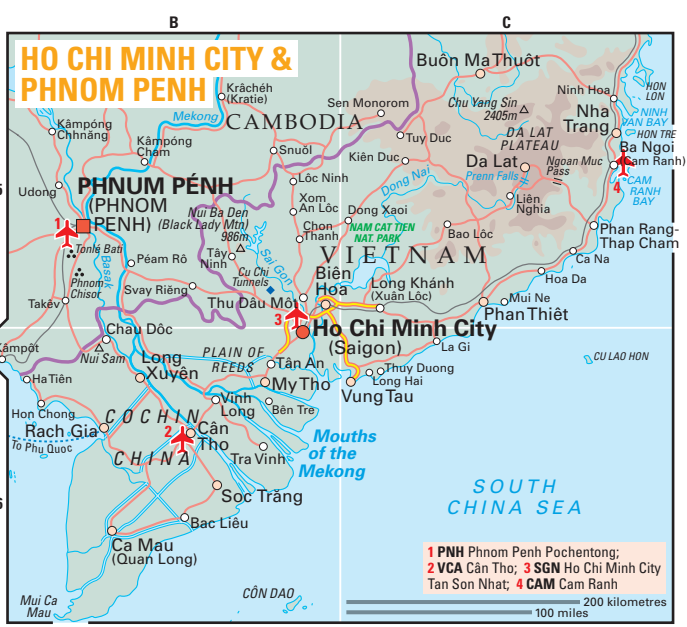 B
C
HO CHI MINH CITY &
PHNOM PENH
Buôn Ma Thuôt
Krâchéh
(Kratie)
Sen Monorom
Chu Yang Sin
2405m
Ninh Hoa
HON
LON
Mekong
CAMBODIA
Nha
Trang
NINH
VAN BAY
HON TRE
Kâmpóng
Chhnăng
Kâmpóng
Cham
Snuŏl
Tuy Duc
DA LAT
PLATEAU
Ba Ngoi
(Cam Ranh)
Kiên Duc
Da Lat
Prenn Falls
Ngoan Muc
Pass
4
CAM
RANH
BAY
Udong
PHNUM PÉNH
(PHNOM
PENH)
1
Lôc Ninh
Dong Nai
Xom
An Lôc
Dong Xoai
Liên
Nghia
Nui Ba Den
(Black Lady Mtn)
986m
Chon
Thanh
NAM CAT TIEN
NAT. PARK
Bao Lôc
Phan Rang-
Thap Cham
Tonlé Bati
Basak
Tây
Ninh
Sai Gon
VIETNAM
Ca Na
Péam Rô
Cu Chi
Tunnels
Biên
Hoa
Hoa Da
Phnom
Chisor
Svay Riĕng
Long Khánh
(Xuân Lôc)
Takêv
Thu Dâu Môt
Mui Ne
Phan Thiêt
3
Ho Chi Minh City
(Saigon)
Châu Dôc
La Gi
Kâmpôt
Nui Sam
Long
Xuyên
PLAIN OF
REEDS
Tân An
CU LAO HON
Ha Tiên
My Tho
Thuy Duong
Long Hai
Vung Tau
Hon Chong
COCHIN
CHINA
Vinh
Long
Bên Tre
Rach Gia
2
Cân
Tho
To Phu Quoc
Mouths
of the
Mekong
Tra Vinh
Soc Trăng
SOUTH
CHINA SEA
Bac Liêu
Ca Mau
(Quan Long)
1 PNH Phnom Penh Pochentong;
2 VCA Cân Tho; 3 SGN Ho Chi Minh City
Tan Son Nhat; 4 CAM Cam Ranh
Mui Ca
Mau
CÔN DAO
200 kilometres
100 miles